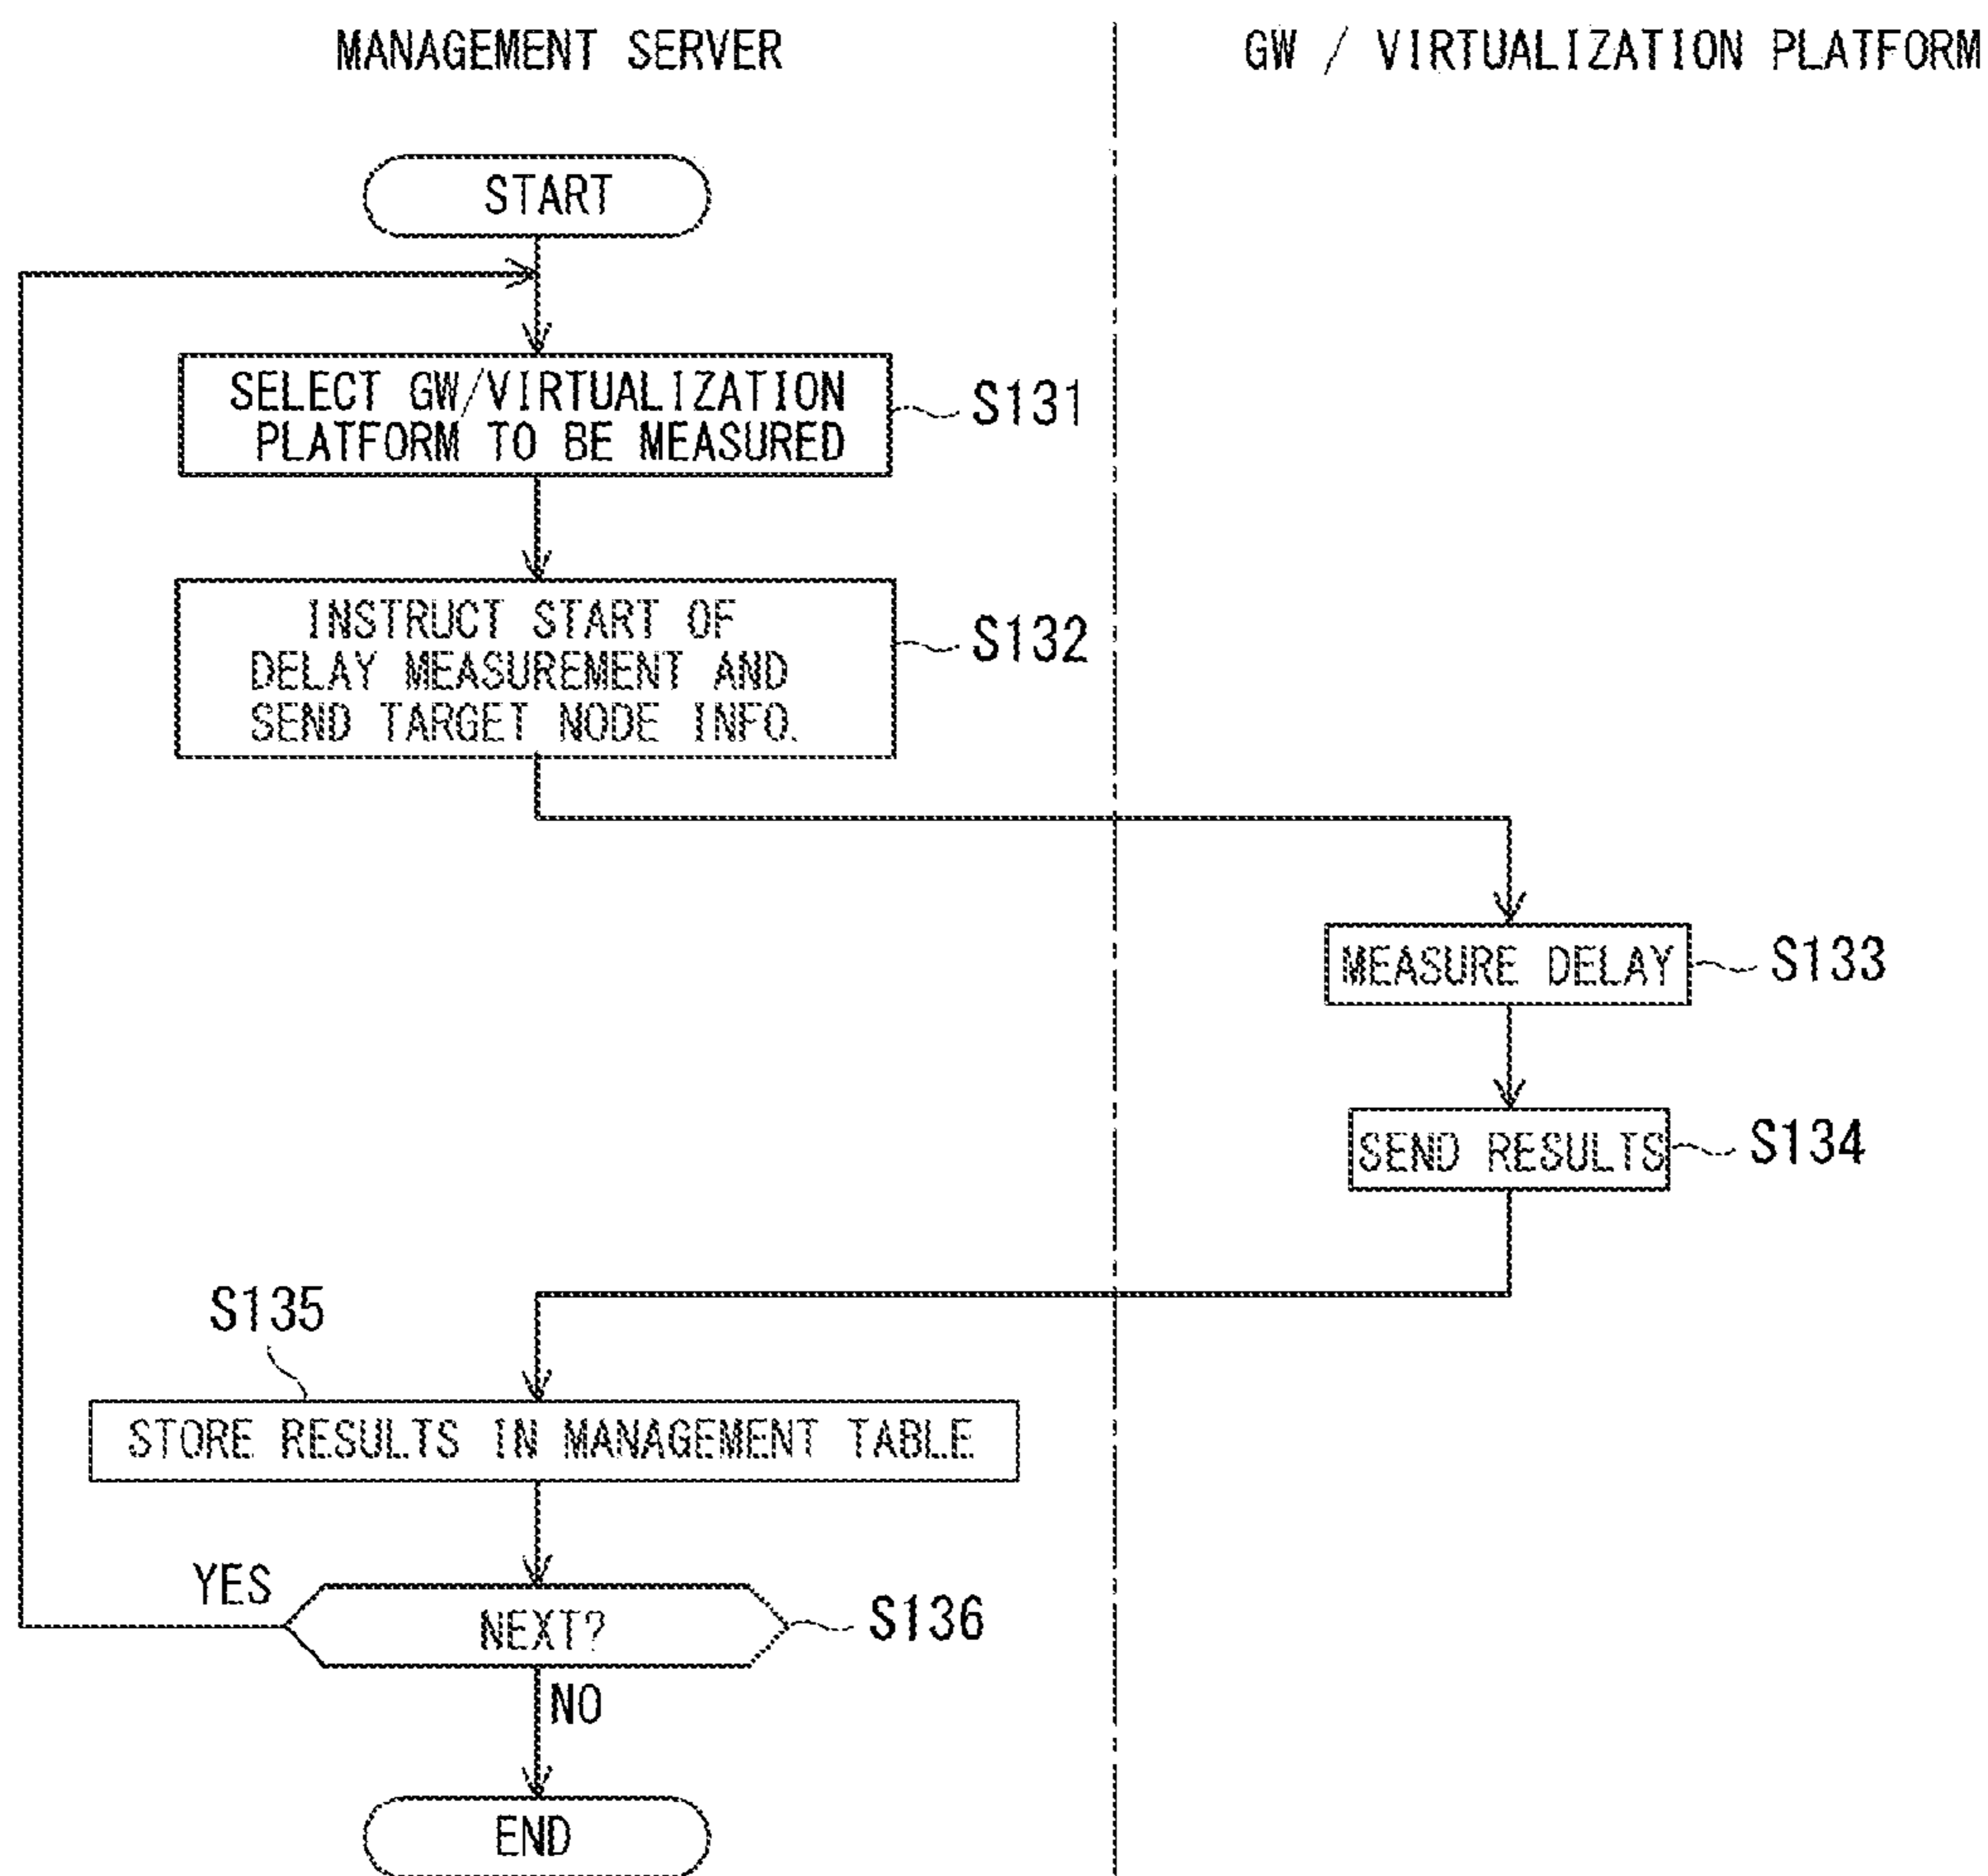 MANAGEMENT SERVER
GW / VIRTUALIZATION PLATFORM
START
SELECT GW/VIRTUALIZATION
PLATFORM TO BE MEASURED
S131
INSTRUCT START OF
DELAY MEASUREMENT AND
SEND TARGET NODE INFO.
S132
MEASURE DELAY
S133
SEND RESULTS
S134
S135
STORE RESULTS IN MANAGEMENT TABLE
YES
NEXT?
S136
NO
END